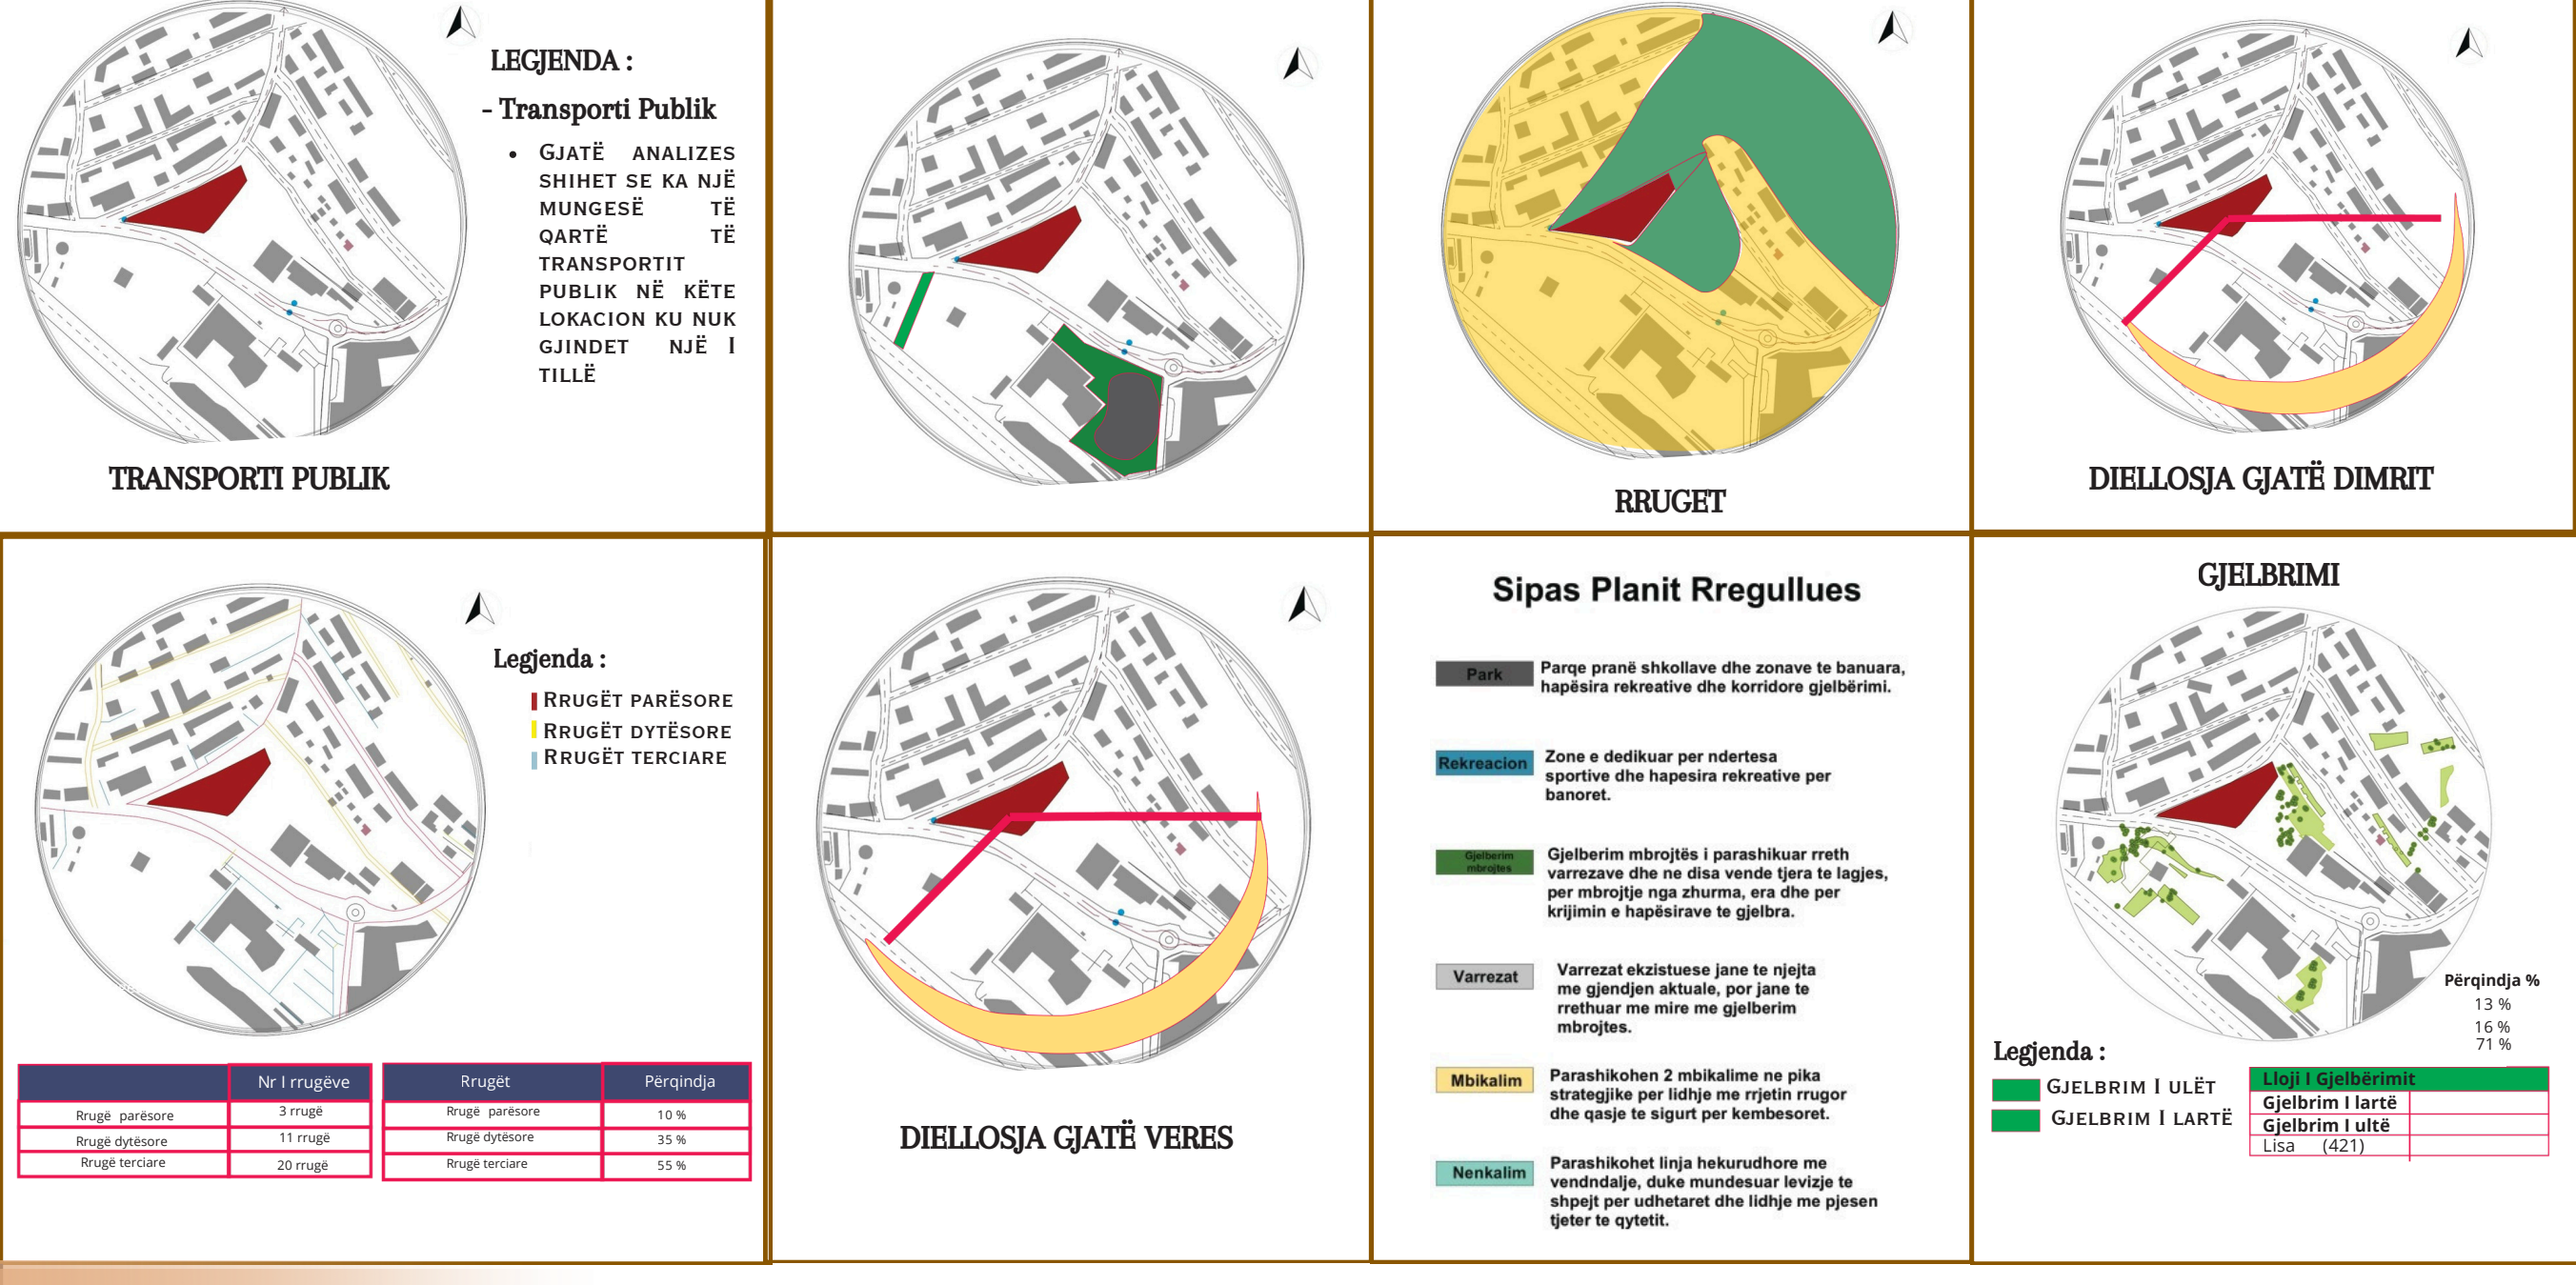 LEGJENDA :
- Transporti Publik
• GJATË ANALIZES
SHIHET SE KA NJË
MUNGESË TË
QARTË TË
TRANSPORTIT
PUBLIK NË KËTE
LOKACION KU NUK
GJINDET NJË I
TILLË
TRANSPORTI PUBLIK
RRUGET
DIELLOSJA GJATË DIMRIT
Legjenda :
RRUGËT PARËSORE
RRUGËT DYTËSORE
RRUGËT TERCIARE
Nr I rrugëve
Rrugë parësore 3 rrugë
Rrugë dytësore 11 rrugë
Rrugë terciare 20 rrugë
Rrugët Përqindja
Rrugë parësore 10 %
Rrugë dytësore 35 %
Rrugë terciare 55 %
DIELLOSJA GJATË VERES
Sipas Planit Rregullues
Park
Parqe pranë shkollave dhe zonave te banuara,
hapësira rekreative dhe korridore gjelbërimi.
Rekreacion
Zone e dedikuar per ndertesa
sportive dhe hapesira rekreative per
banoret.
Gjelberim
mbrojtes
Gjelberim mbrojtës i parashikuar rreth
varrezave dhe ne disa vende tjera te lagjes,
per mbrojtje nga zhurma, era dhe per
krijimin e hapësirave te gjelbra.
Varrezat
Varrezat ekzistuese jane te njejta
me gjendjen aktuale, por jane te
rrethuar me mire me gjelberim
mbrojtes.
Mbikalim
Parashikohen 2 mbikalime ne pika
strategjike per lidhje me rrjetin rrugor
dhe qasje te sigurt per kembesoret.
Nenkalim
Parashikohet linja hekurudhore me
vendndalje, duke mundesuar levizje te
shpejt per udhetaret dhe lidhje me pjesen
tjeter te qytetit.
GJELBRIMI
Përqindja %
13 %
16 %
71 %
Legjenda :
GJELBRIM I ULËT
GJELBRIM I LARTË
Lloji I Gjelbërimit
Gjelbrim I lartë
Gjelbrim I ultë
Lisa (421)